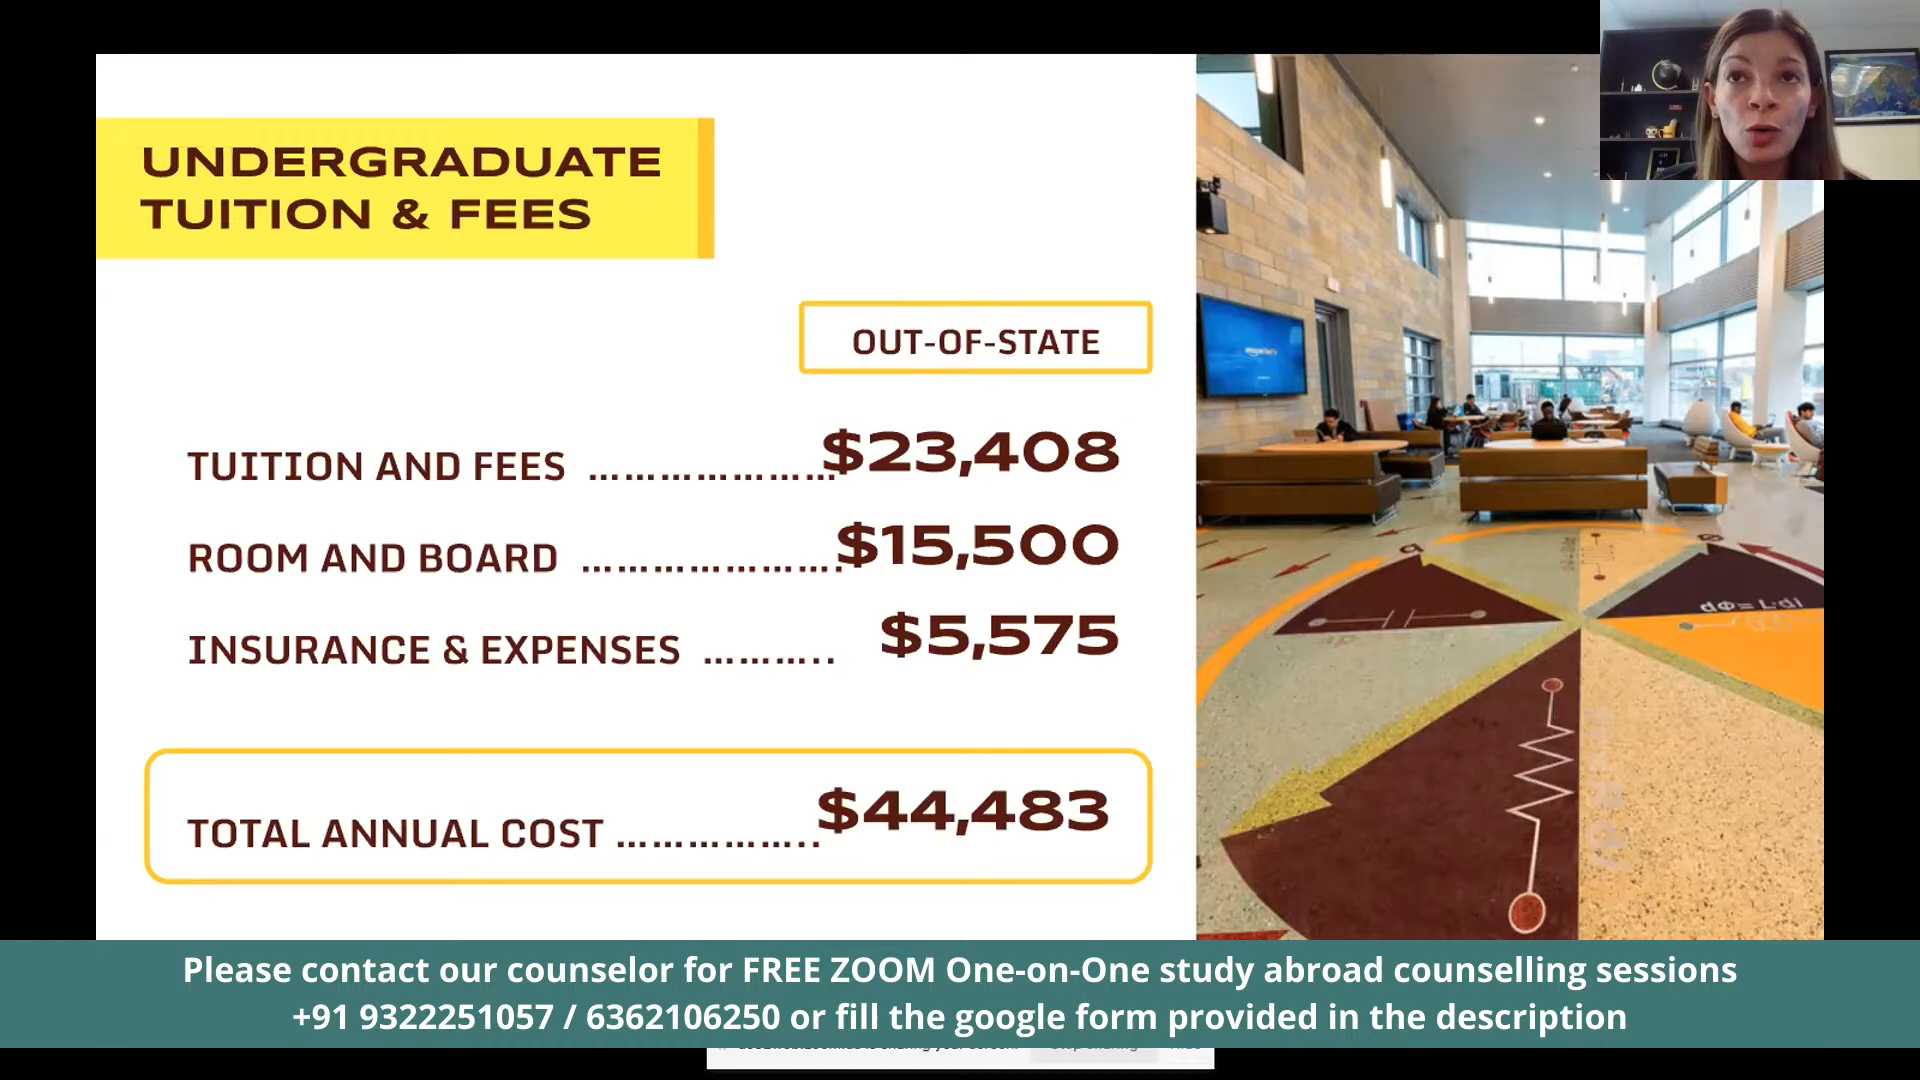 UNDERGRADUATE
TUITION & FEES
OUT-OF-STATE
TUITION AND FEES ..................... $23,408
ROOM AND BOARD ...................... $15,500
INSURANCE & EXPENSES ........... $5,575
TOTAL ANNUAL COST ................. $44,483
dΦ=L·di
Please contact our counselor for FREE ZOOM One-on-One study abroad counselling sessions
+91 9322251057 / 6362106250 or fill the google form provided in the description